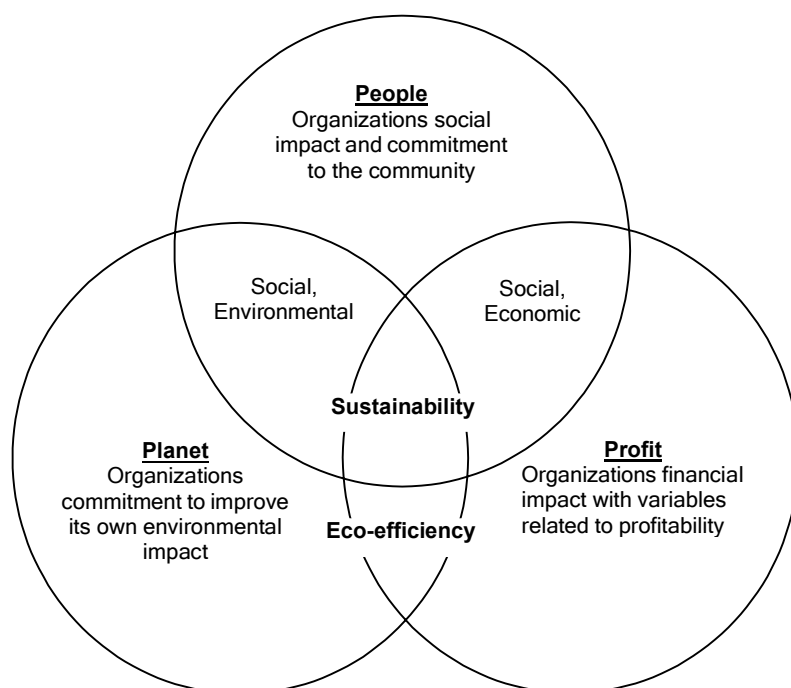 People
Organizations social
impact and commitment
to the community
Social,
Environmental
Social,
Economic
Sustainability
Planet
Organizations
commitment to improve
its own environmental
impact
Profit
Organizations financial
impact with variables
related to profitability
Eco-efficiency